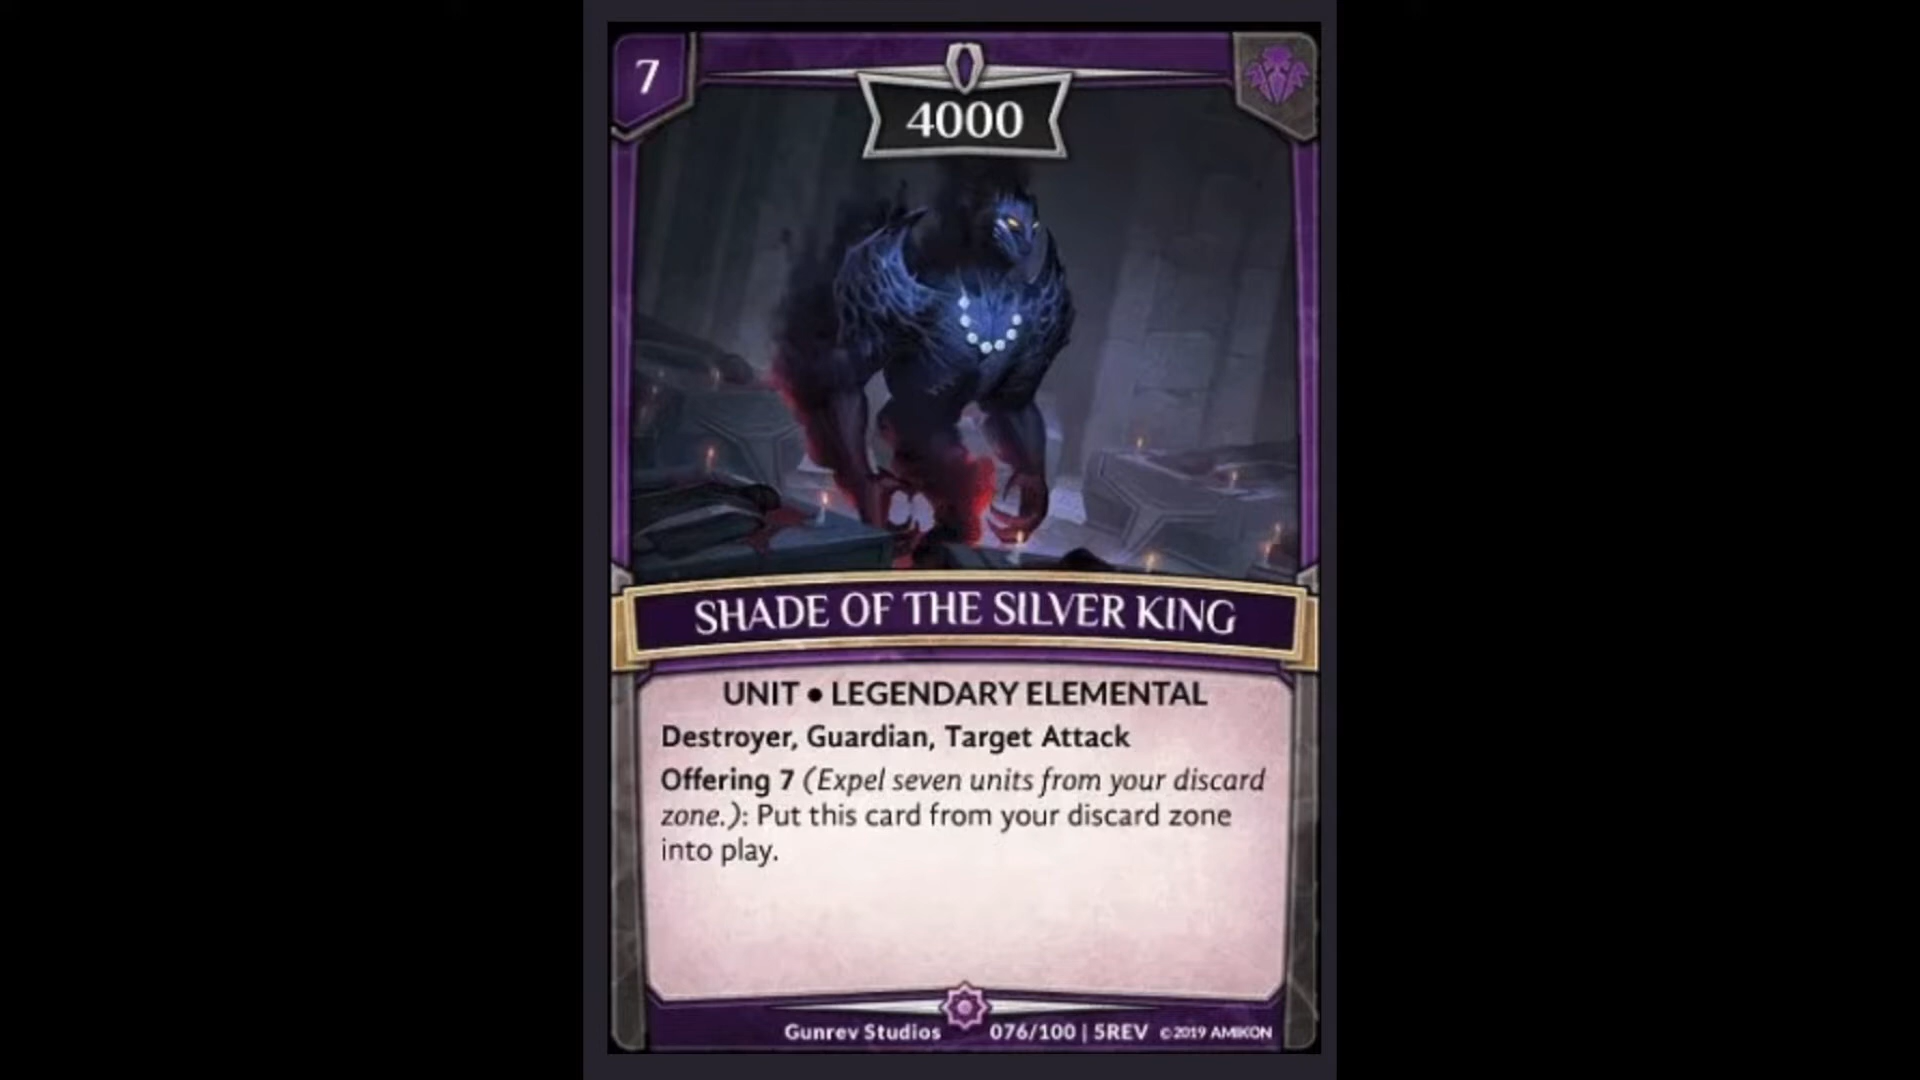 7
4000
SHADE OF THE SILVER KING
UNIT • LEGENDARY ELEMENTAL
Destroyer, Guardian, Target Attack
Offering 7 (Expel seven units from your discard
zone.): Put this card from your discard zone
into play.
Gunrev Studios 076/100 | 5REV ©2019 AMIKON